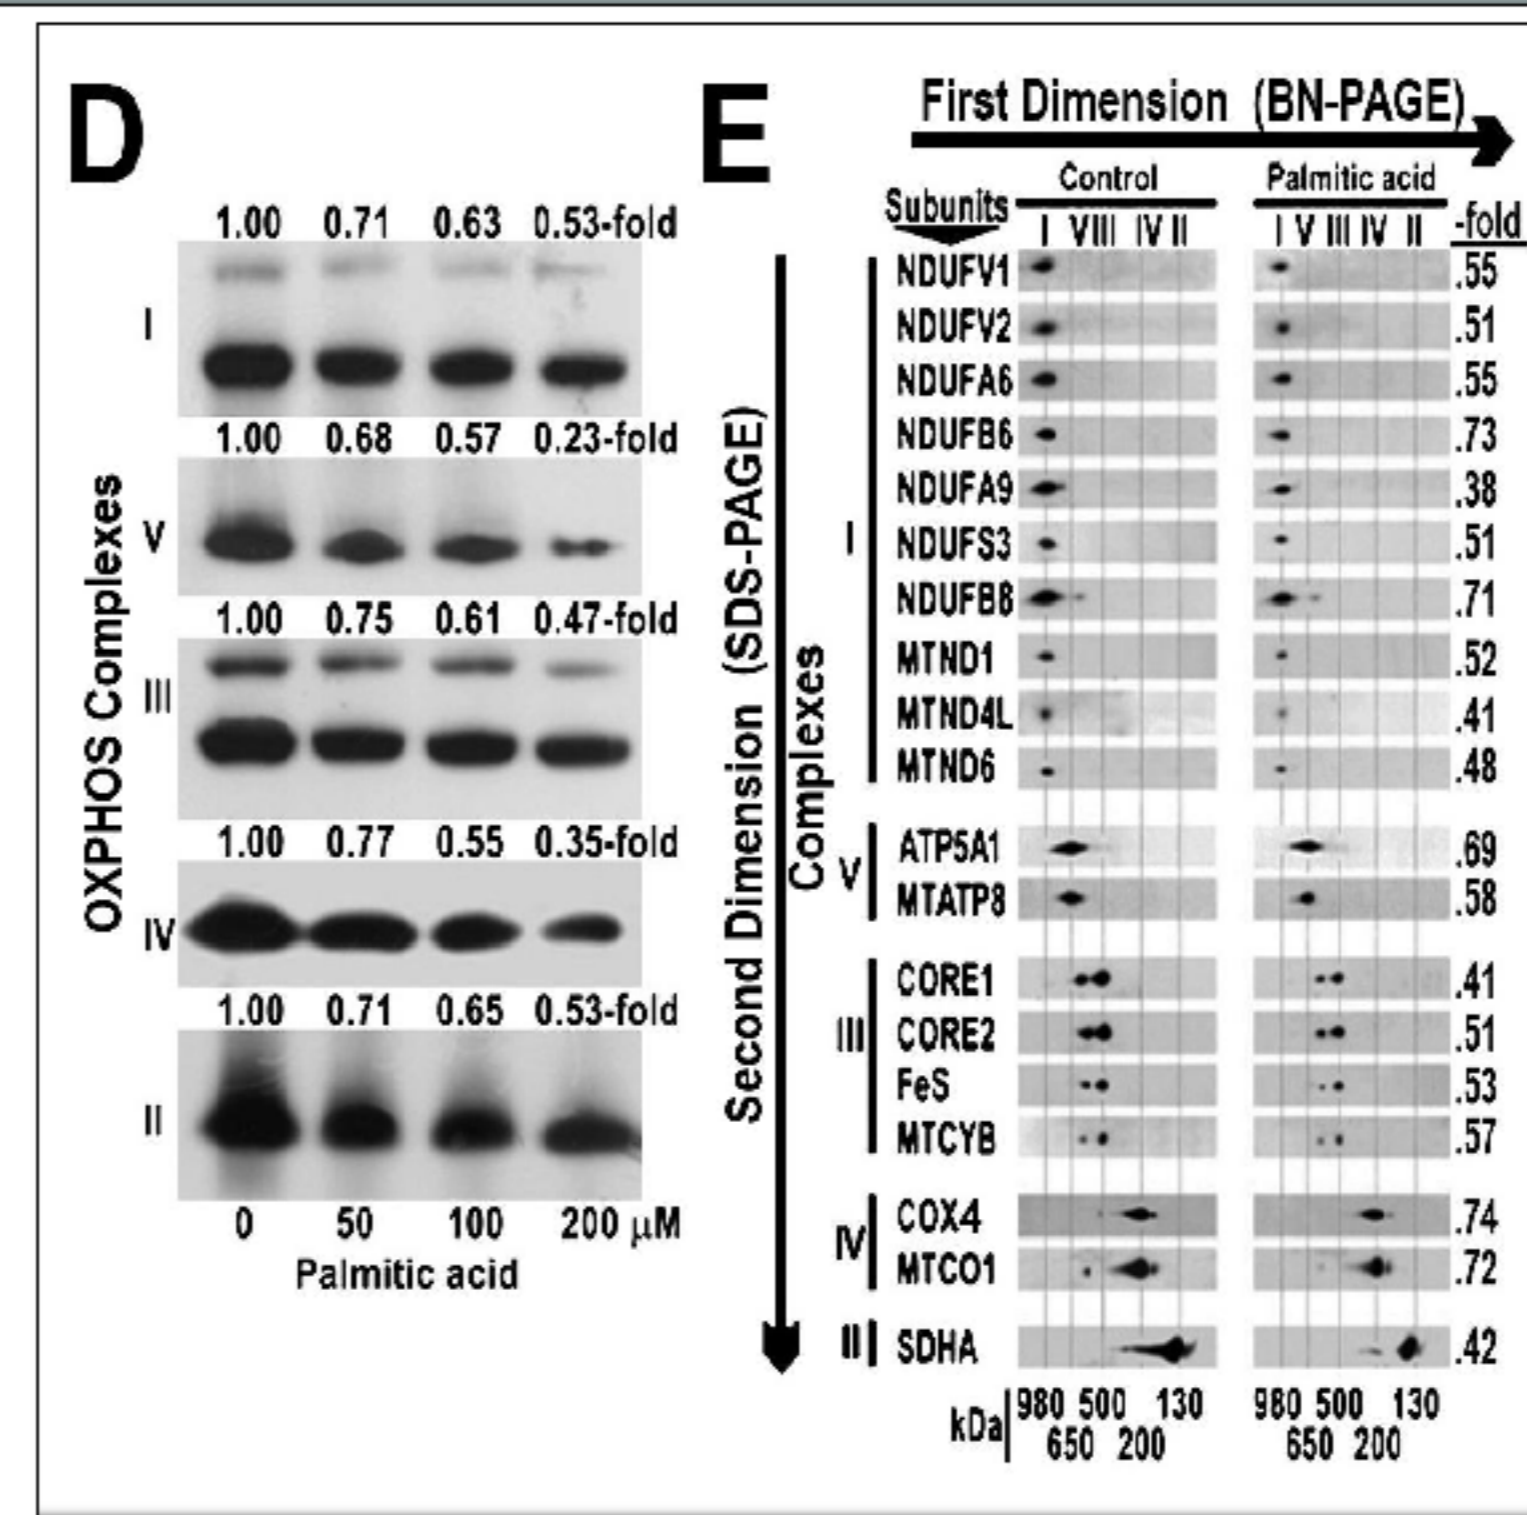 D
1.00 0.71 0.63 0.53-fold
I
1.00 0.68 0.57 0.23-fold
V
1.00 0.75 0.61 0.47-fold
III
1.00 0.77 0.55 0.35-fold
IV
1.00 0.71 0.65 0.53-fold
II
0 50 100 200 μM
Palmitic acid
OXPHOS Complexes
E
First Dimension (BN-PAGE)
Control Palmitic acid
Subunits I V III IV II I V III IV II -fold
Second Dimension (SDS-PAGE)
Complexes
I
NDUFV1 .55
NDUFV2 .51
NDUFA6 .55
NDUFB6 .73
NDUFA9 .38
NDUFS3 .51
NDUFB8 .71
MTND1 .52
MTND4L .41
MTND6 .48
V
ATP5A1 .69
MTATP8 .58
III
CORE1 .41
CORE2 .51
FeS .53
MTCYB .57
IV
COX4 .74
MTCO1 .72
II
SDHA .42
kDa 980 500 130 980 500 130
650 200 650 200